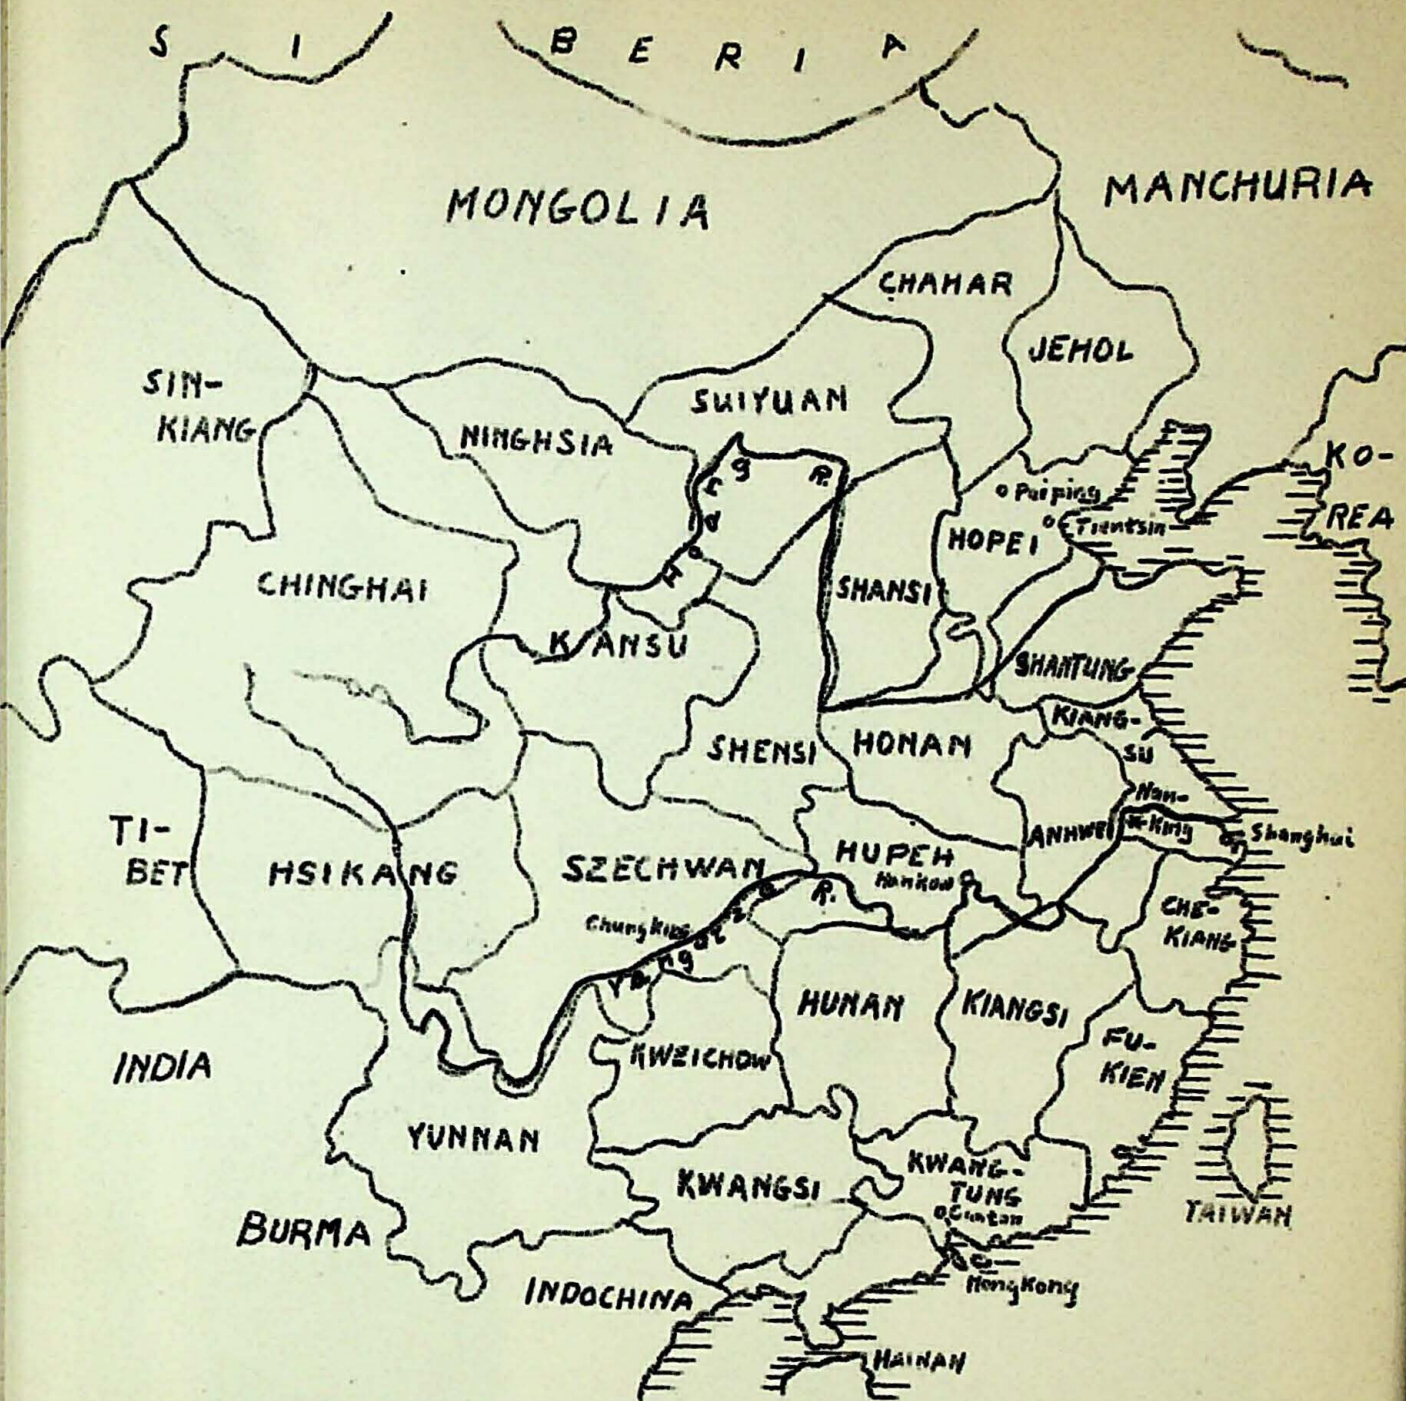 SIBERIA
MONGOLIA
MANCHURIA
CHAHAR
JEHOL
SIN-
KIANG
SUIYUAN
NINGHSIA
KO-
REA
Peiping
Tientsin
HOPEI
R.
CHINGHAI
SHANSI
KANSU
SHANTUNG
KIANG-
SU
SHENSI
HONAN
Nan-
King
Shanghai
ANHWEI
TI-
BET
HSIKANG
SZECHWAN
HUPEH
Hankow
R.
Chungking
Yangtze
CHE-
KIANG
HUNAN
KIANGSI
FU-
KIEN
INDIA
KWEICHOW
YUNNAN
KWANGSI
KWANG-
TUNG
Canton
TAIWAN
BURMA
INDOCHINA
HongKong
HAINAN